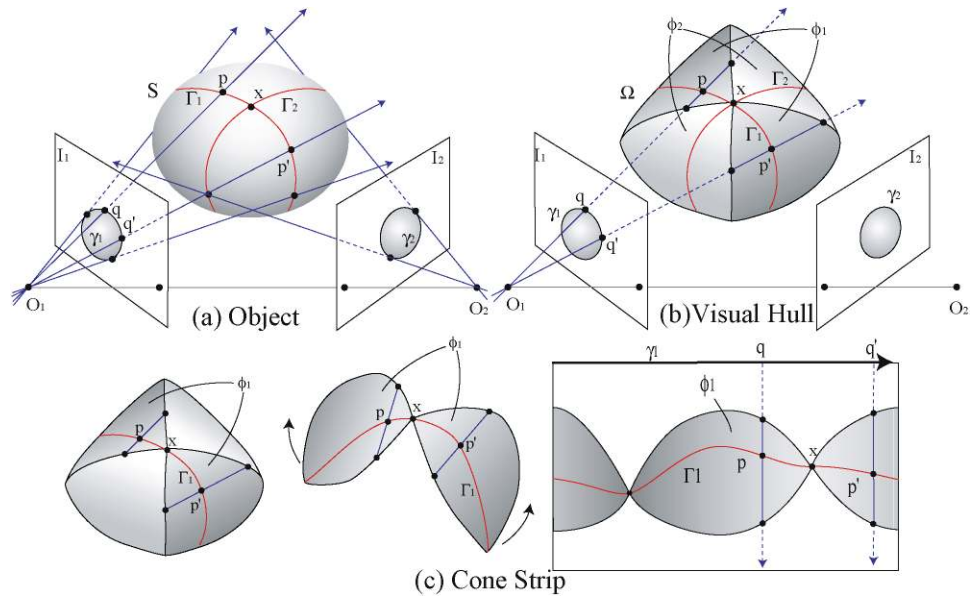 S
p
Γ₁
x
Γ₂
p'
I₁
I₂
q
q'
γ₁
γ₂
O₁
O₂
(a) Object
ϕ₂
ϕ₁
p
Γ₂
x
Ω
Γ₁
p'
I₁
I₂
q
γ₁
q'
γ₂
O₁
O₂
(b)Visual Hull
ϕ₁
p
x
Γ₁
p'
ϕ₁
p
x
p'
Γ₁
γ1
q
q'
ϕ1
Γ1
p
x
p'
(c) Cone Strip